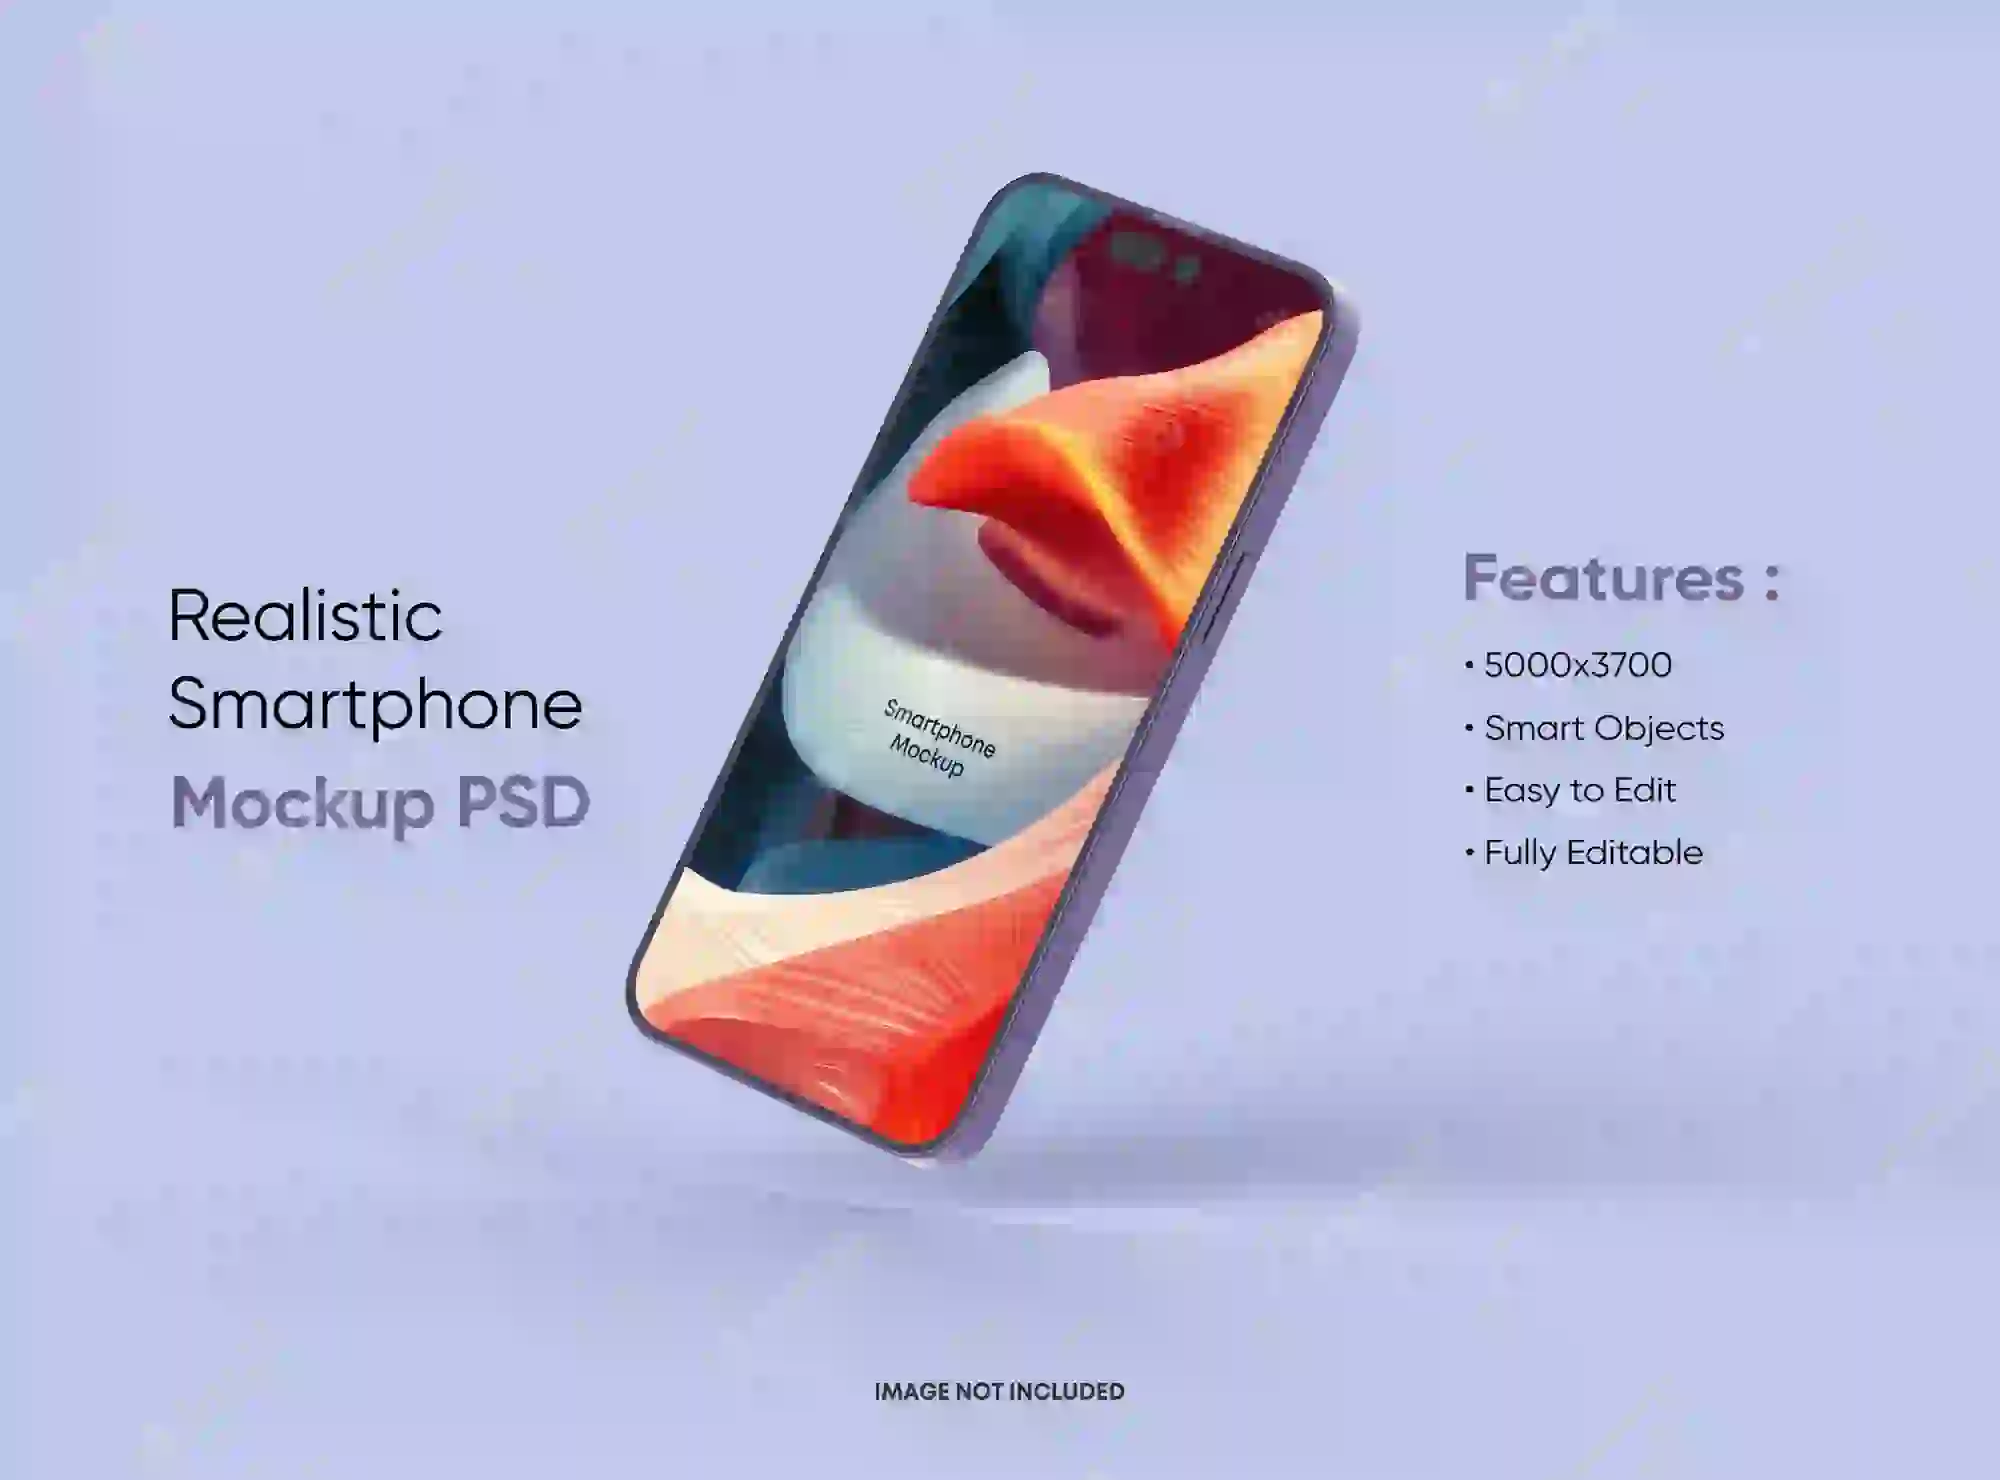 Realistic
Smartphone
Mockup PSD
Smartphone
Mockup
Features :
• 5000x3700
• Smart Objects
• Easy to Edit
• Fully Editable
IMAGE NOT INCLUDED